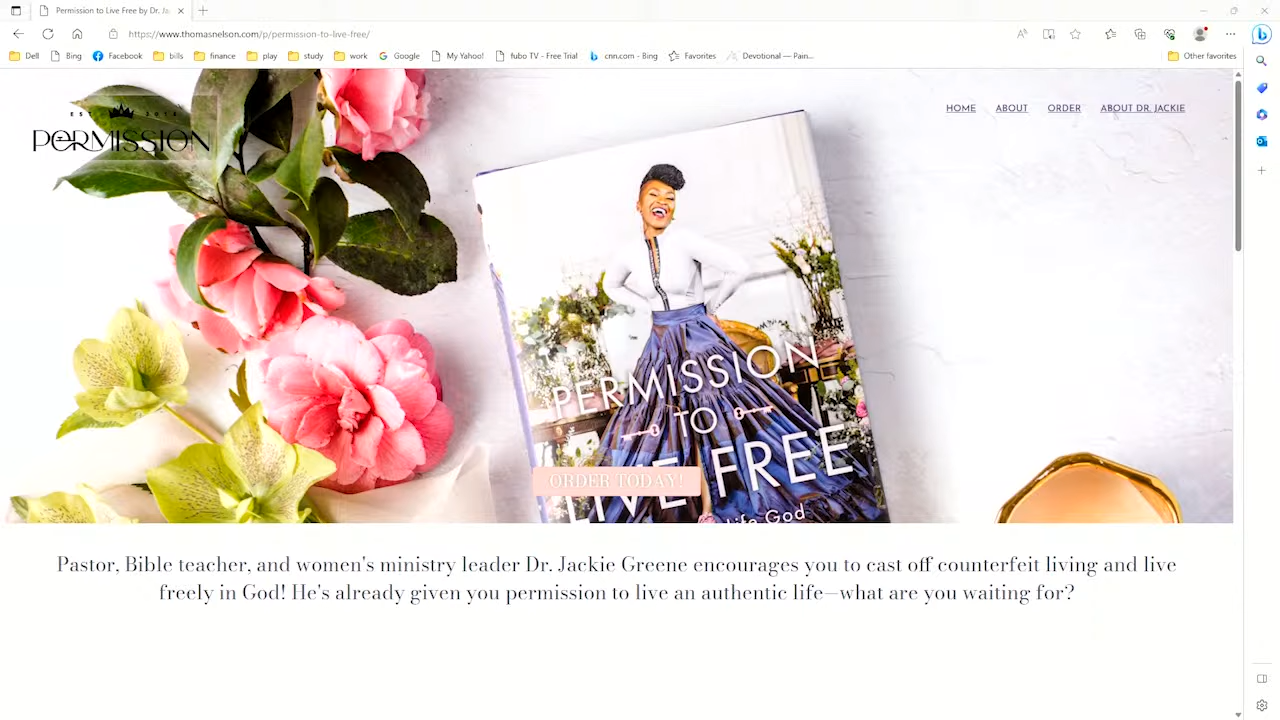 Permission to Live Free by Dr. Ja
https://www.thomasnelson.com/p/permission-to-live-free/
Dell Bing Facebook bills finance play study work Google My Yahoo! fubo TV - Free Trial cnn.com - Bing Favorites Devotional — Pain... Other favorites
EST 2012
PERMISSION
HOME ABOUT ORDER ABOUT DR. JACKIE
PERMISSION
TO
LIVE FREE
ORDER TODAY!
life God
Pastor, Bible teacher, and women's ministry leader Dr. Jackie Greene encourages you to cast off counterfeit living and live
freely in God! He's already given you permission to live an authentic life—what are you waiting for?